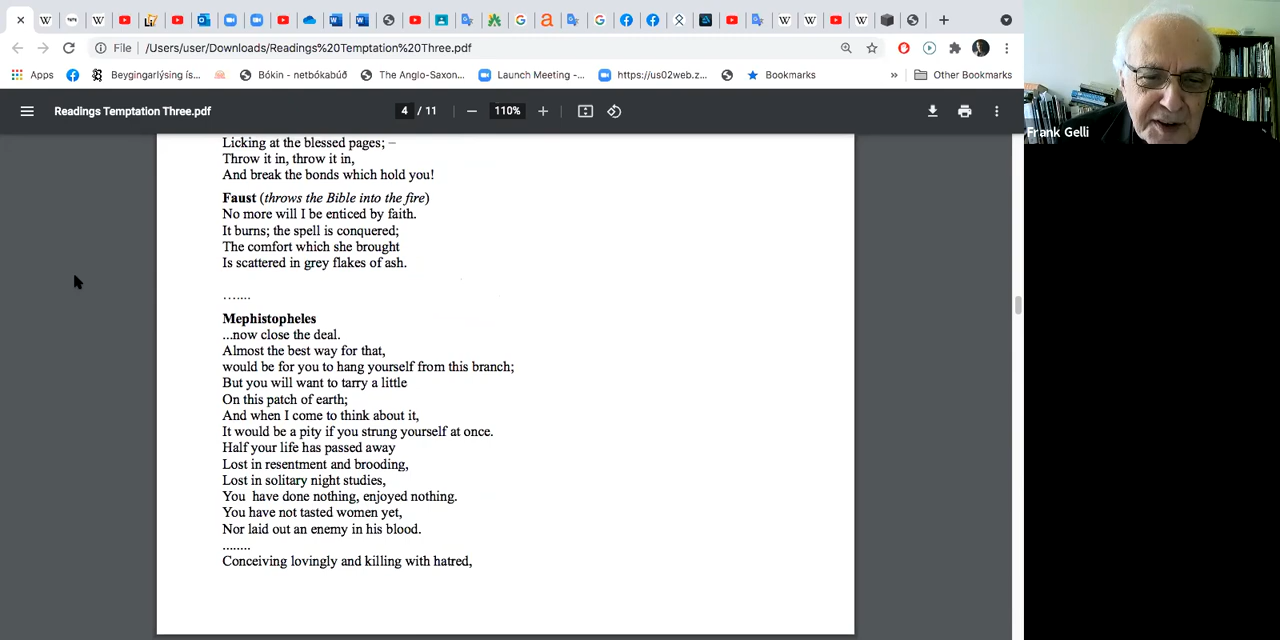 File /Users/user/Downloads/Readings%20Temptation%20Three.pdf
Apps Beygingarlýsing ís... Bókin - netbókabúð The Anglo-Saxon... Launch Meeting -... https://us02web.z... Bookmarks » Other Bookmarks
Readings Temptation Three.pdf 4 / 11 110%
Frank Gelli
Licking at the blessed pages; –
Throw it in, throw it in,
And break the bonds which hold you!
Faust (throws the Bible into the fire)
No more will I be enticed by faith.
It burns; the spell is conquered;
The comfort which she brought
Is scattered in grey flakes of ash.
…....
Mephistopheles
...now close the deal.
Almost the best way for that,
would be for you to hang yourself from this branch;
But you will want to tarry a little
On this patch of earth;
And when I come to think about it,
It would be a pity if you strung yourself at once.
Half your life has passed away
Lost in resentment and brooding,
Lost in solitary night studies,
You have done nothing, enjoyed nothing.
You have not tasted women yet,
Nor laid out an enemy in his blood.
........
Conceiving lovingly and killing with hatred,